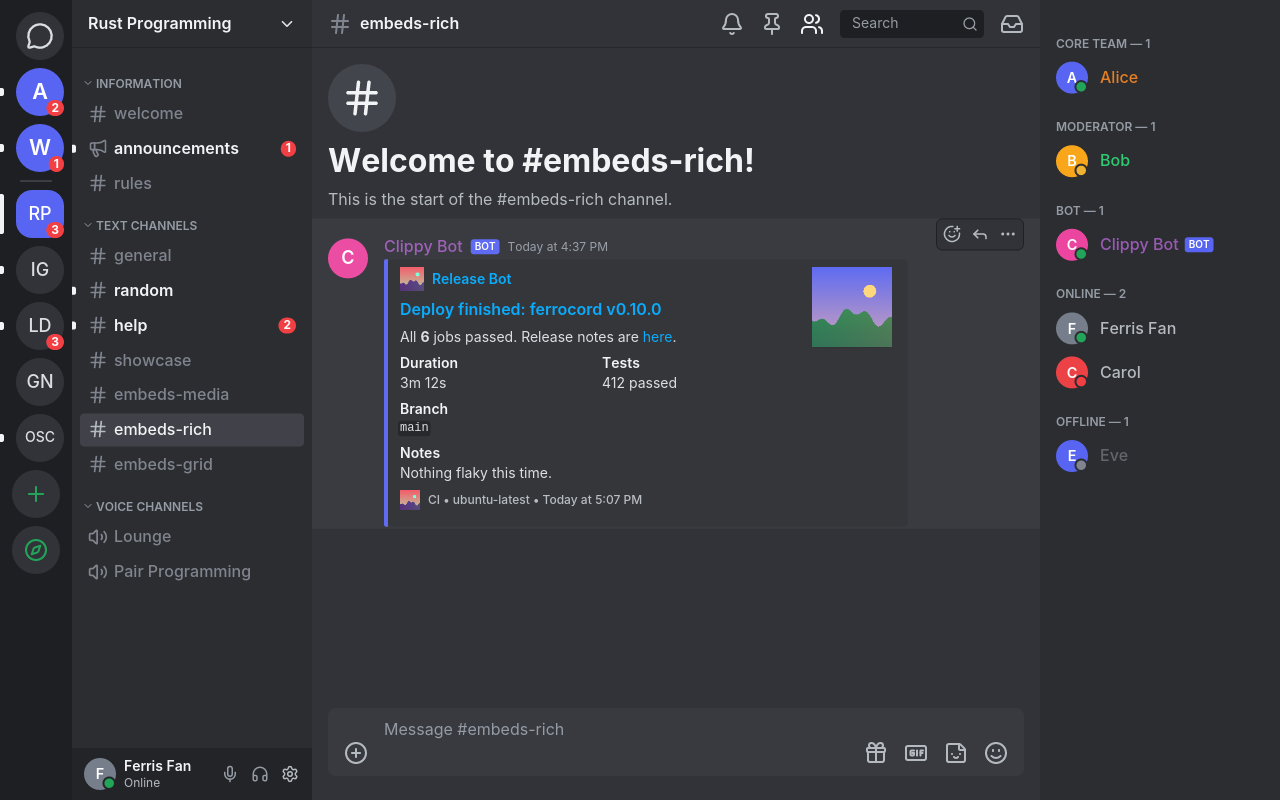 A
2
W
1
RP
3
IG
LD
3
GN
OSC
Rust Programming
INFORMATION
welcome
announcements 1
rules
TEXT CHANNELS
general
random
help 2
showcase
embeds-media
embeds-rich
embeds-grid
VOICE CHANNELS
Lounge
Pair Programming
F Ferris Fan
Online
embeds-rich
Search
Welcome to #embeds-rich!
This is the start of the #embeds-rich channel.
C Clippy Bot BOT Today at 4:37 PM
Release Bot
Deploy finished: ferrocord v0.10.0
All 6 jobs passed. Release notes are here.
Duration Tests
3m 12s 412 passed
Branch
main
Notes
Nothing flaky this time.
CI • ubuntu-latest • Today at 5:07 PM
Message #embeds-rich
GIF
CORE TEAM — 1
A Alice
MODERATOR — 1
B Bob
BOT — 1
C Clippy Bot BOT
ONLINE — 2
F Ferris Fan
C Carol
OFFLINE — 1
E Eve